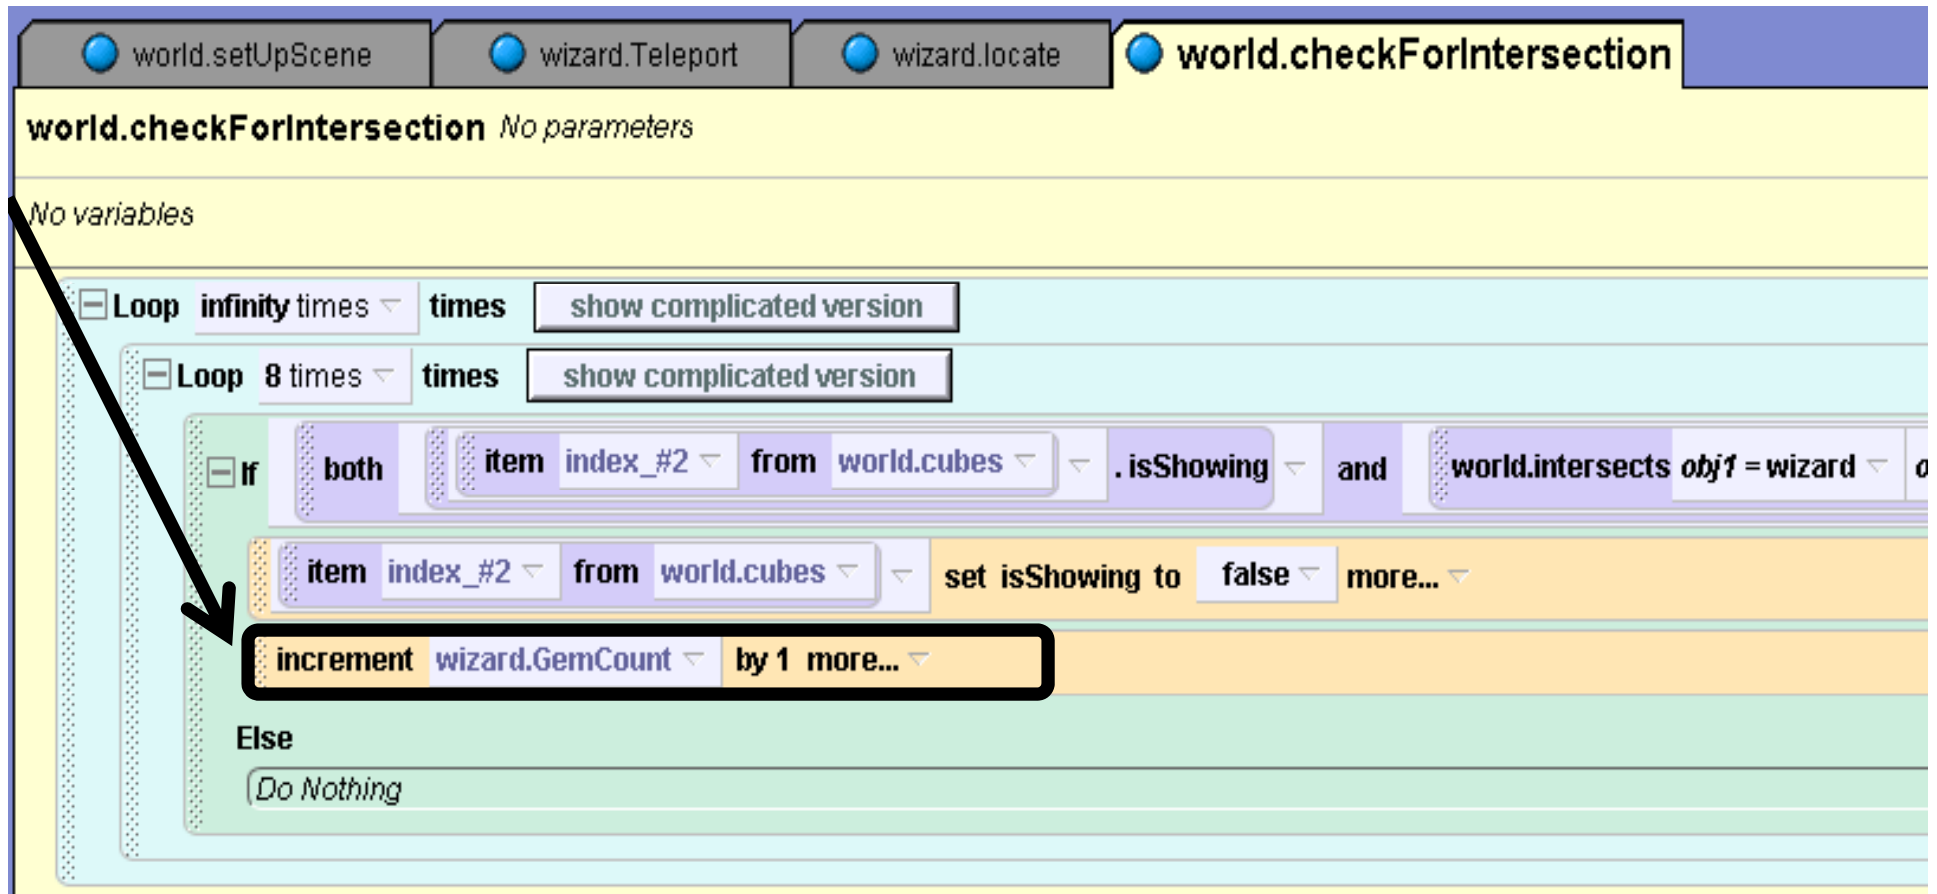 world.setUpScene wizard.Teleport wizard.locate world.checkForIntersection
world.checkForIntersection No parameters
No variables
Loop infinity times times show complicated version
Loop 8 times times show complicated version
If both item index_#2 from world.cubes . isShowing and world.intersects obj1 = wizard
item index_#2 from world.cubes set isShowing to false more...
increment wizard.GemCount by 1 more...
Else
Do Nothing